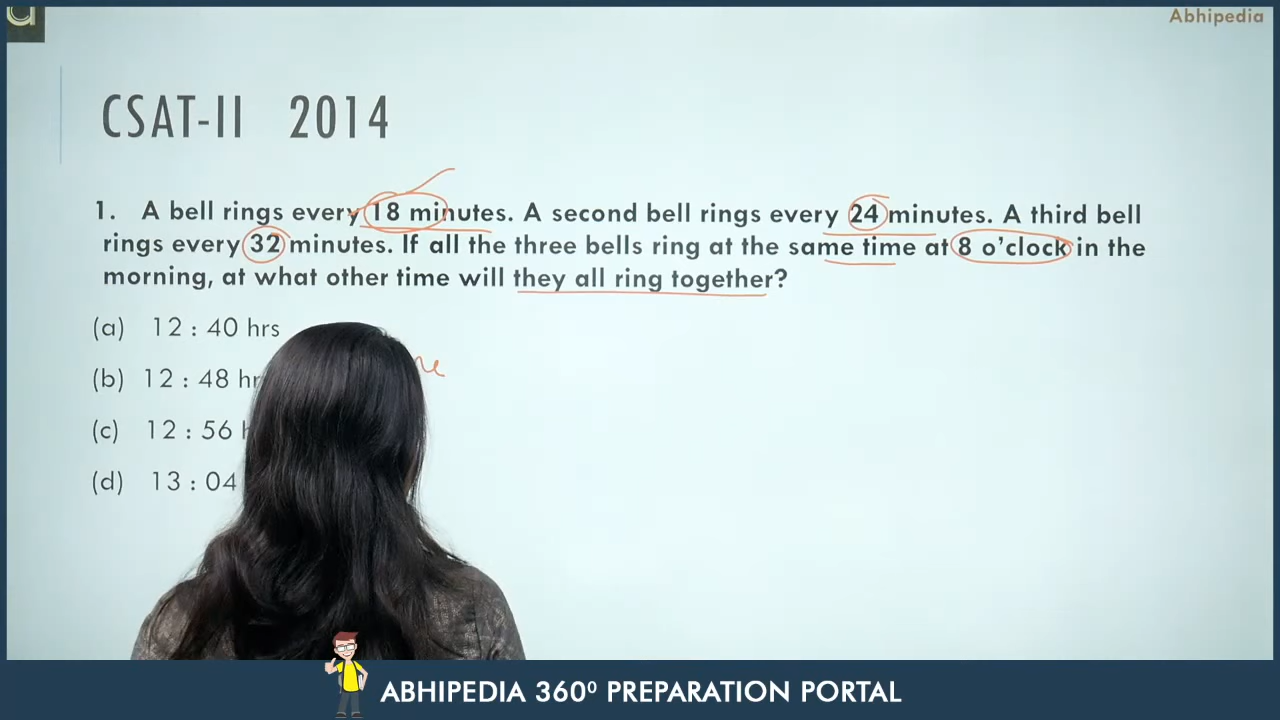 Abhipedia
CSAT-II 2014
1. A bell rings every 18 minutes. A second bell rings every 24 minutes. A third bell
rings every 32 minutes. If all the three bells ring at the same time at 8 o'clock in the
morning, at what other time will they all ring together?
(a) 12 : 40 hrs
(b) 12 : 48
(c) 12 : 56
(d) 13 : 04
ABHIPEDIA 360⁰ PREPARATION PORTAL